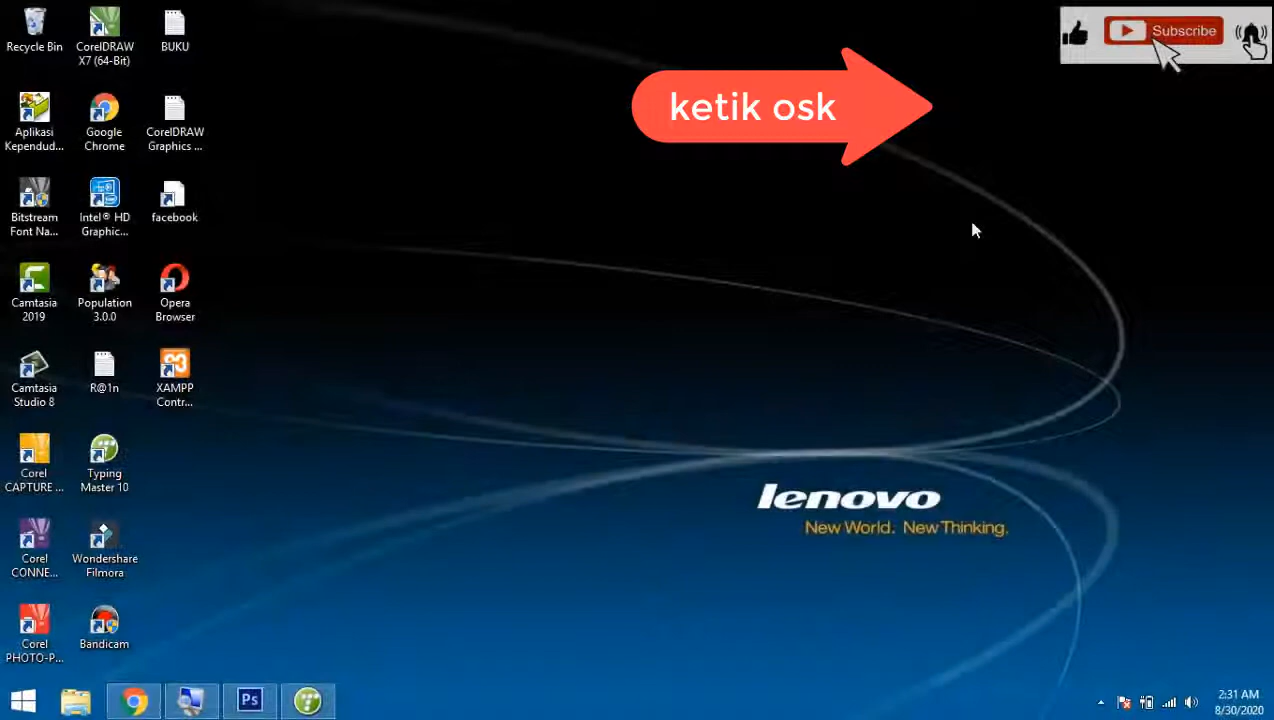 Recycle Bin
CorelDRAW
X7 (64-Bit)
BUKU
Aplikasi
Kependud...
Google
Chrome
CorelDRAW
Graphics ...
Bitstream
Font Na...
Intel® HD
Graphic...
facebook
Camtasia
2019
Population
3.0.0
Opera
Browser
Camtasia
Studio 8
R@1n
XAMPP
Contr...
Corel
CAPTURE ...
Typing
Master 10
Corel
CONNE...
Wondershare
Filmora
Corel
PHOTO-P...
Bandicam
ketik osk
Subscribe
lenovo
New World. New Thinking.
Ps
2:31 AM
8/30/2020